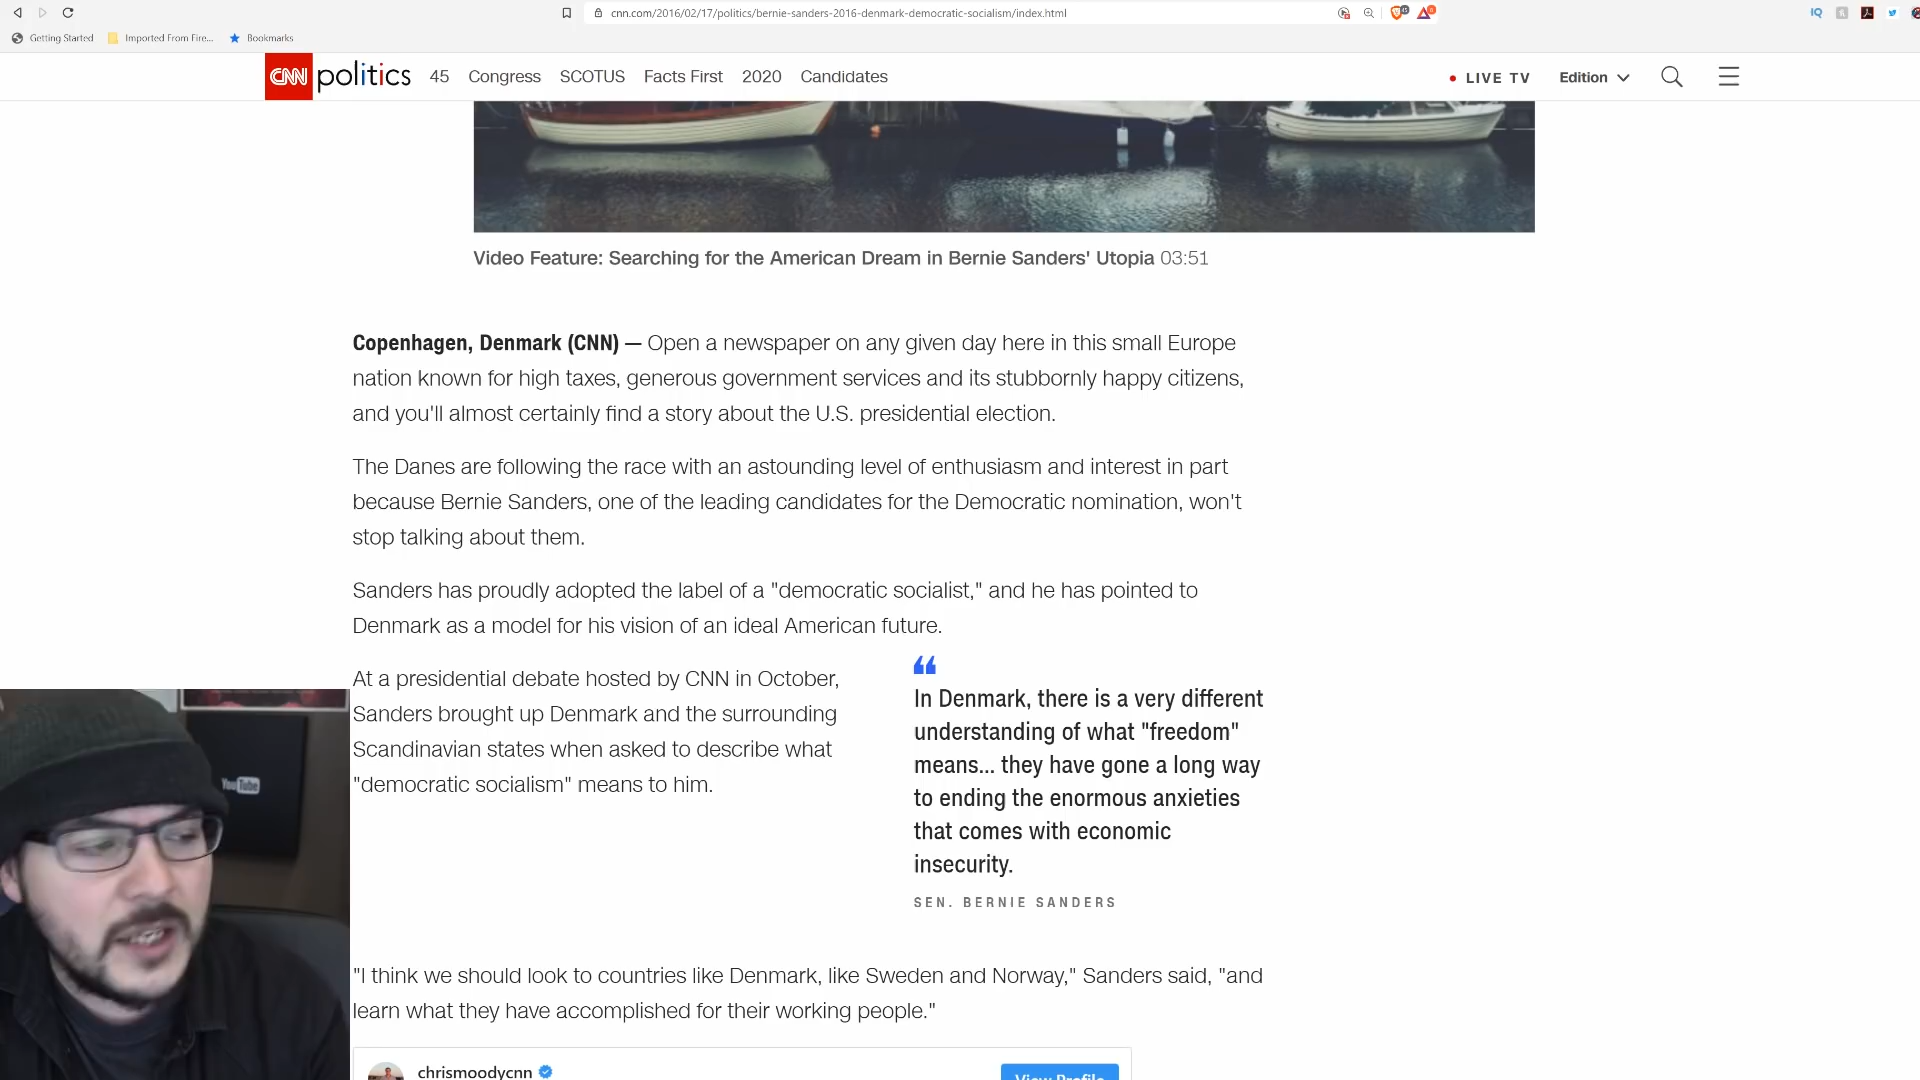 cnn.com/2016/02/17/politics/bernie-sanders-2016-denmark-democratic-socialism/index.html
IQ
Getting Started
Imported From Fire...
Bookmarks
CNN politics 45 Congress SCOTUS Facts First 2020 Candidates LIVE TV Edition
Video Feature: Searching for the American Dream in Bernie Sanders' Utopia 03:51
Copenhagen, Denmark (CNN) — Open a newspaper on any given day here in this small Europe
nation known for high taxes, generous government services and its stubbornly happy citizens,
and you'll almost certainly find a story about the U.S. presidential election.
The Danes are following the race with an astounding level of enthusiasm and interest in part
because Bernie Sanders, one of the leading candidates for the Democratic nomination, won't
stop talking about them.
Sanders has proudly adopted the label of a "democratic socialist," and he has pointed to
Denmark as a model for his vision of an ideal American future.
At a presidential debate hosted by CNN in October,
Sanders brought up Denmark and the surrounding
Scandinavian states when asked to describe what
"democratic socialism" means to him.
“
In Denmark, there is a very different
understanding of what "freedom"
means... they have gone a long way
to ending the enormous anxieties
that comes with economic
insecurity.
SEN. BERNIE SANDERS
YouTube
"I think we should look to countries like Denmark, like Sweden and Norway," Sanders said, "and
learn what they have accomplished for their working people."
chrismoodycnn
View Profile